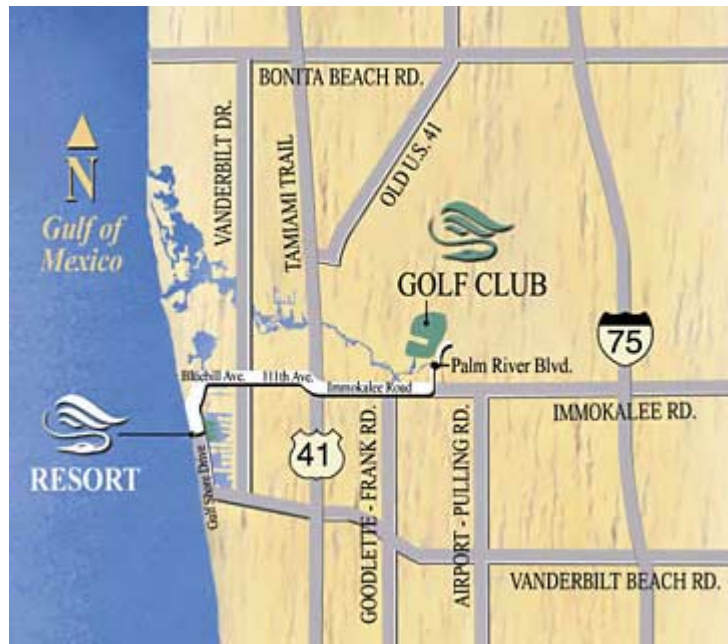 BONITA BEACH RD.
VANDERBILT DR.
TAMIAMI TRAIL
OLD U.S. 41
N
Gulf of
Mexico
GOLF CLUB
75
Palm River Blvd.
Bluebill Ave.
111th Ave.
Immokalee Road
IMMOKALEE RD.
RESORT
Gulf Shore Drive
41
GOODLETTE - FRANK RD.
AIRPORT - PULLING RD.
VANDERBILT BEACH RD.